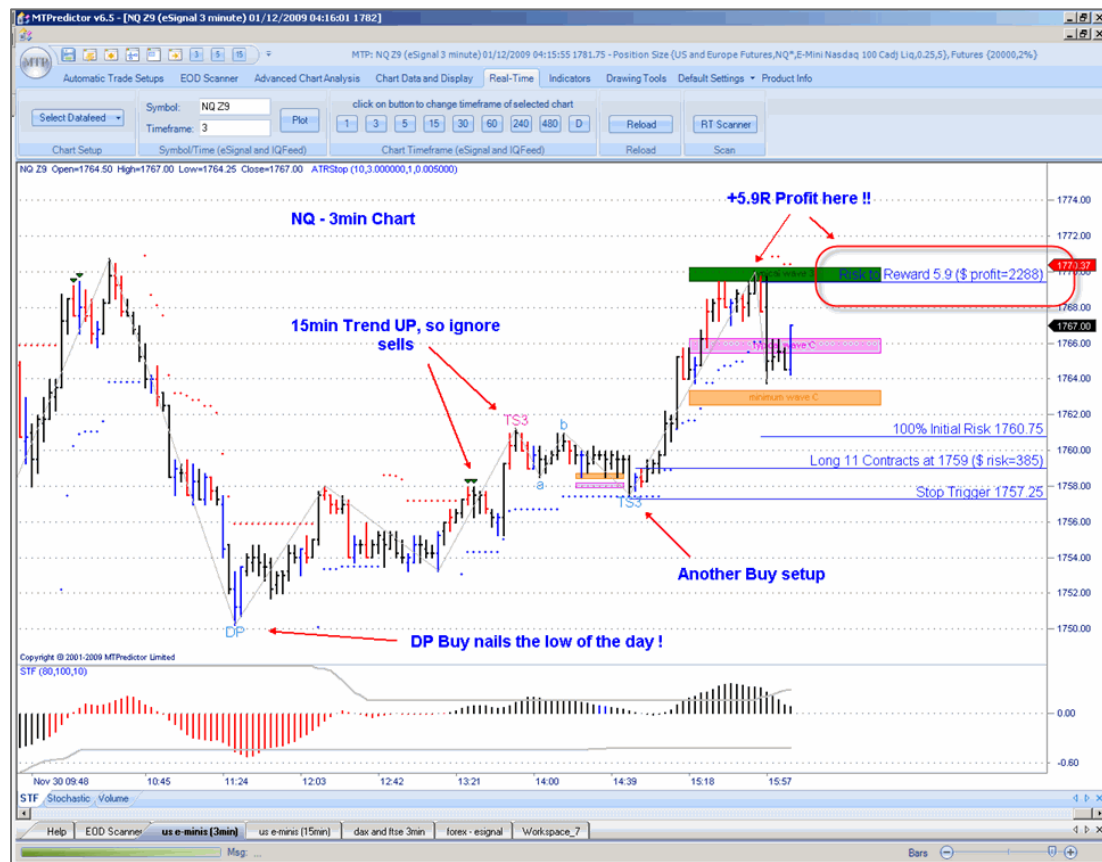 MTPredictor v6.5 - [NQ Z9 (eSignal 3 minute) 01/12/2009 04:16:01 1782]
MTP
3 5 15
MTP: NQ Z9 (eSignal 3 minute) 01/12/2009 04:15:55 1781.75 - Position Size {US and Europe Futures,NQ*,E-Mini Nasdaq 100 Cadj Liq,0.25,5}, Futures {20000,2%}
Automatic Trade Setups EOD Scanner Advanced Chart Analysis Chart Data and Display Real-Time Indicators Drawing Tools Default Settings Product Info
click on button to change timeframe of selected chart
Select Datafeed
Symbol: NQ Z9
Timeframe: 3
Plot
1 3 5 15 30 60 240 480 D
Reload
RT Scanner
Chart Setup
Symbol/Time (eSignal and IQFeed)
Chart Timeframe (eSignal and IQFeed)
Reload
Scan
NQ Z9 Open=1764.50 High=1767.00 Low=1764.25 Close=1767.00 ATRStop (10,3.000000,1,0.005000)
+5.9R Profit here !!
NQ - 3min Chart
1774.00
1772.00
1770.37
Risk to Reward 5.9 ($ profit=2288)
1768.00
15min Trend UP, so ignore
sells
1767.00
1766.00
typical wave C
1764.00
minimum wave C
1762.00
TS3
b
100% Initial Risk 1760.75
1760.00
a
Long 11 Contracts at 1759 ($ risk=385)
1758.00
Stop Trigger 1757.25
TS3
1756.00
1754.00
Another Buy setup
1752.00
1750.00
DP
DP Buy nails the low of the day !
Copyright © 2001-2009 MTPredictor Limited
STF (80,100,10)
0.00
-0.60
Nov 30 09:48 10:45 11:24 12:03 12:42 13:21 14:00 14:39 15:18 15:57
STF Stochastic Volume
Help EOD Scanner us e-minis (3min) us e-minis (15min) dax and ftse 3min forex - esignal Workspace_7
Msg: ...
Bars